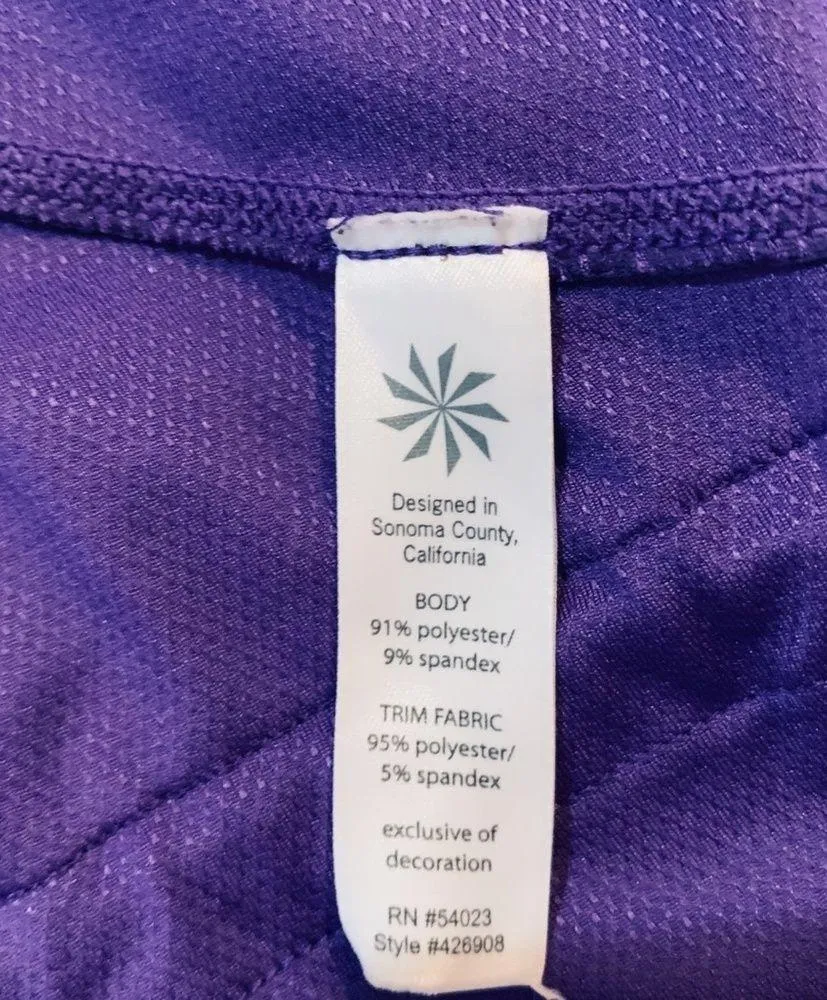 Designed in
Sonoma County,
California
BODY
91% polyester/
9% spandex
TRIM FABRIC
95% polyester/
5% spandex
exclusive of
decoration
RN #54023
Style #426908